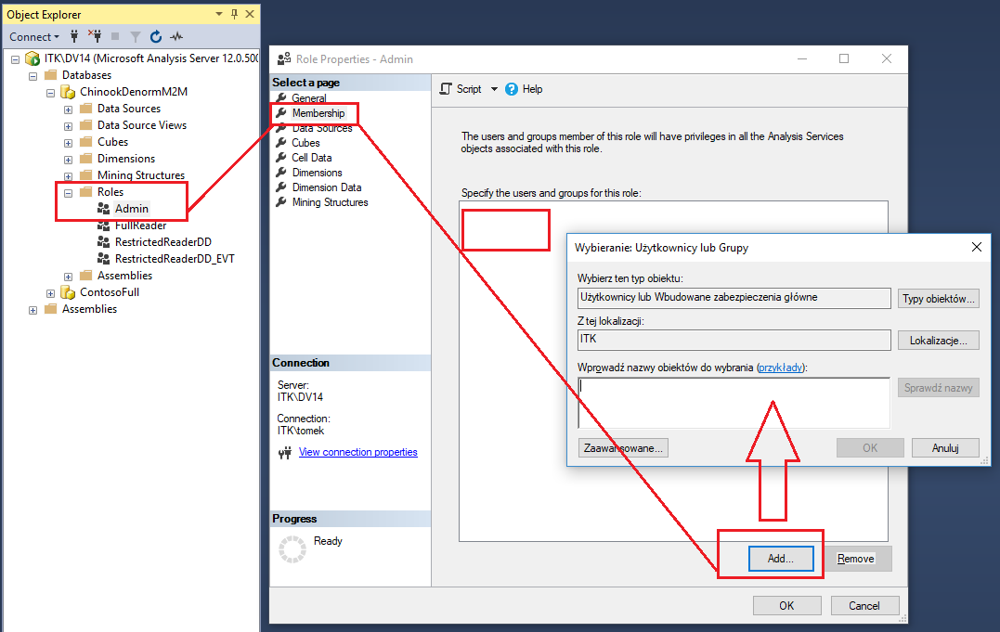 Object Explorer
Connect
ITK\DV14 (Microsoft Analysis Server 12.0.500
Databases
ChinookDenormM2M
Data Sources
Data Source Views
Cubes
Dimensions
Mining Structures
Roles
Admin
FullReader
RestrictedReaderDD
RestrictedReaderDD_EVT
Assemblies
ContosoFull
Assemblies
Role Properties - Admin
Select a page
General
Membership
Data Sources
Cubes
Cell Data
Dimensions
Dimension Data
Mining Structures
Connection
Server:
ITK\DV14
Connection:
ITK\tomek
View connection properties
Progress
Ready
Script
Help
The users and groups member of this role will have privileges in all the Analysis Services
objects associated with this role.
Specify the users and groups for this role:
Add...
Remove
OK
Cancel
Wybieranie: Użytkownicy lub Grupy
Wybierz ten typ obiektu:
Użytkownicy lub Wbudowane zabezpieczenia główne
Typy obiektów...
Z tej lokalizacji:
ITK
Lokalizacje...
Wprowadź nazwy obiektów do wybrania (przykłady):
Sprawdź nazwy
Zaawansowane...
OK
Anuluj